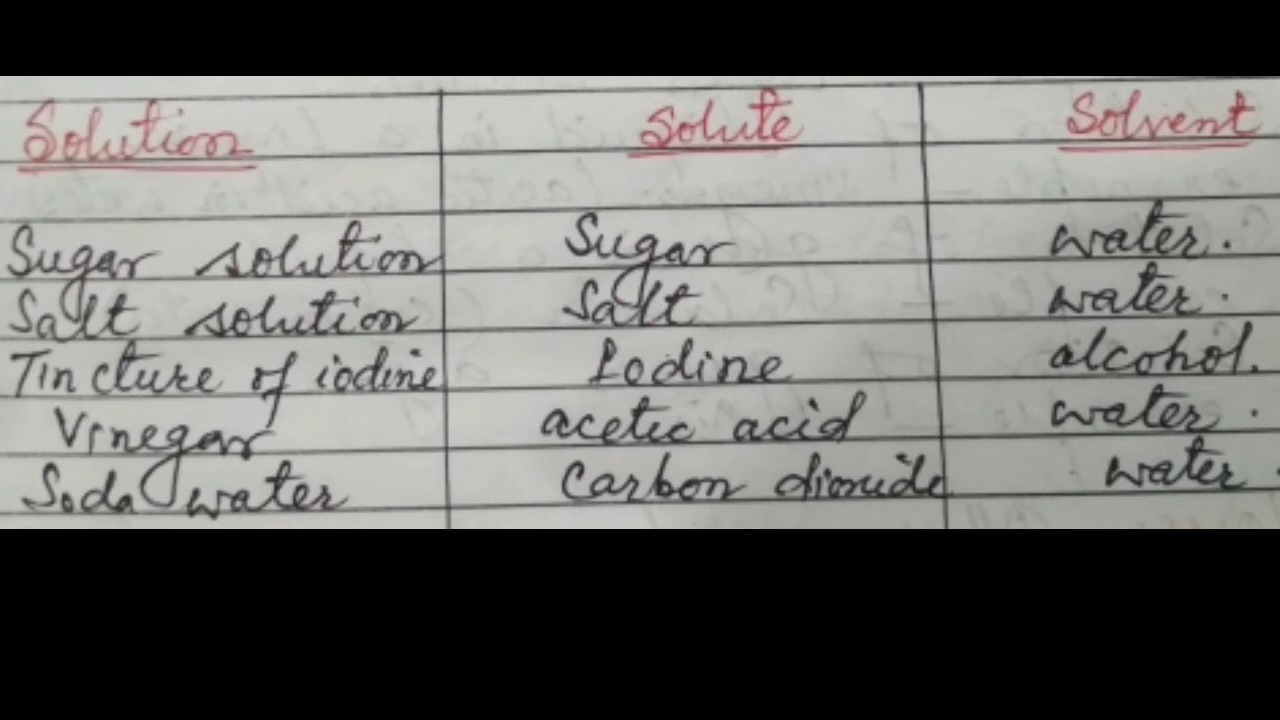 Solution Solute Solvent
Sugar solution Sugar water.
Salt solution Salt water.
Tincture of iodine Iodine alcohol.
Vinegar acetic acid water.
Soda water Carbon dioxide water.